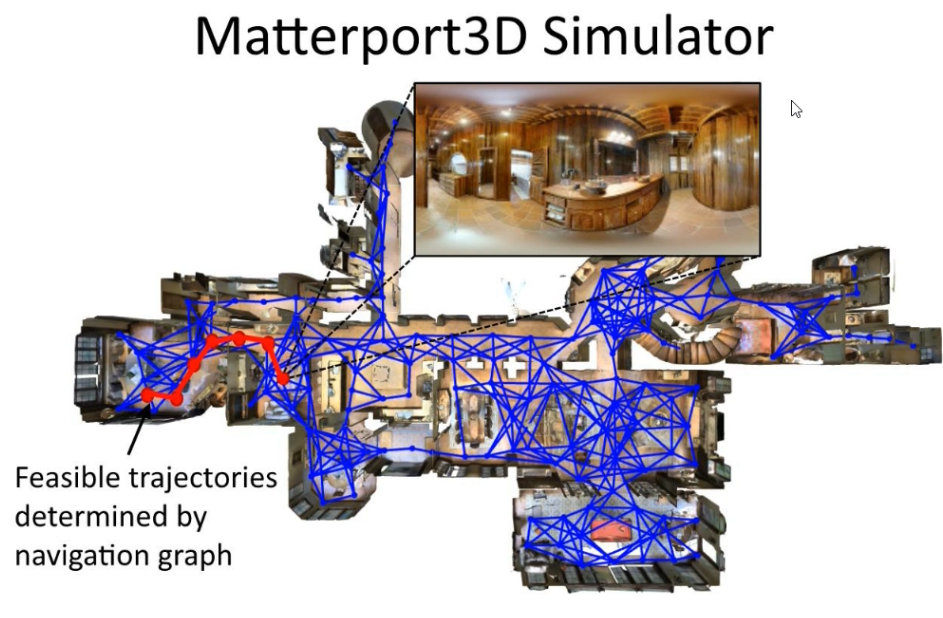 Matterport3D Simulator
Feasible trajectories
determined by
navigation graph